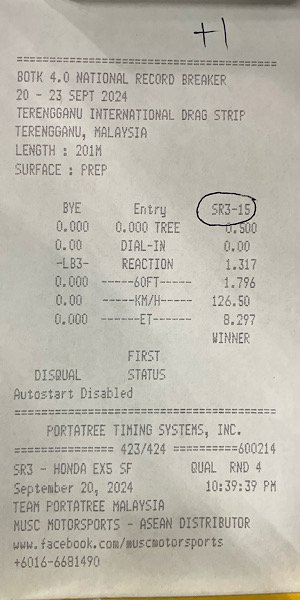 +1
==================================
BOTK 4.0 NATIONAL RECORD BREAKER
20 - 23 SEPT 2024
TERENGGANU INTERNATIONAL DRAG STRIP
TERENGGANU, MALAYSIA
LENGTH : 201M
SURFACE : PREP
BYE Entry SR3-15
0.000 0.000 TREE 0.500
0.00 DIAL-IN 0.00
-LB3- REACTION 1.317
0.000 -----60FT----- 1.796
0.00 -----KM/H----- 126.50
0.000 ------ET------ 8.297
WINNER
FIRST
DISQUAL STATUS
Autostart Disabled
==================================
PORTATREE TIMING SYSTEMS, INC.
============= 423/424 ==========600214
SR3 - HONDA EX5 SF QUAL RND 4
September 20, 2024 10:39:39 PM
TEAM PORTATREE MALAYSIA
MUSC MOTORSPORTS - ASEAN DISTRIBUTOR
www.facebook.com/muscmotorsports
+6016-6681490